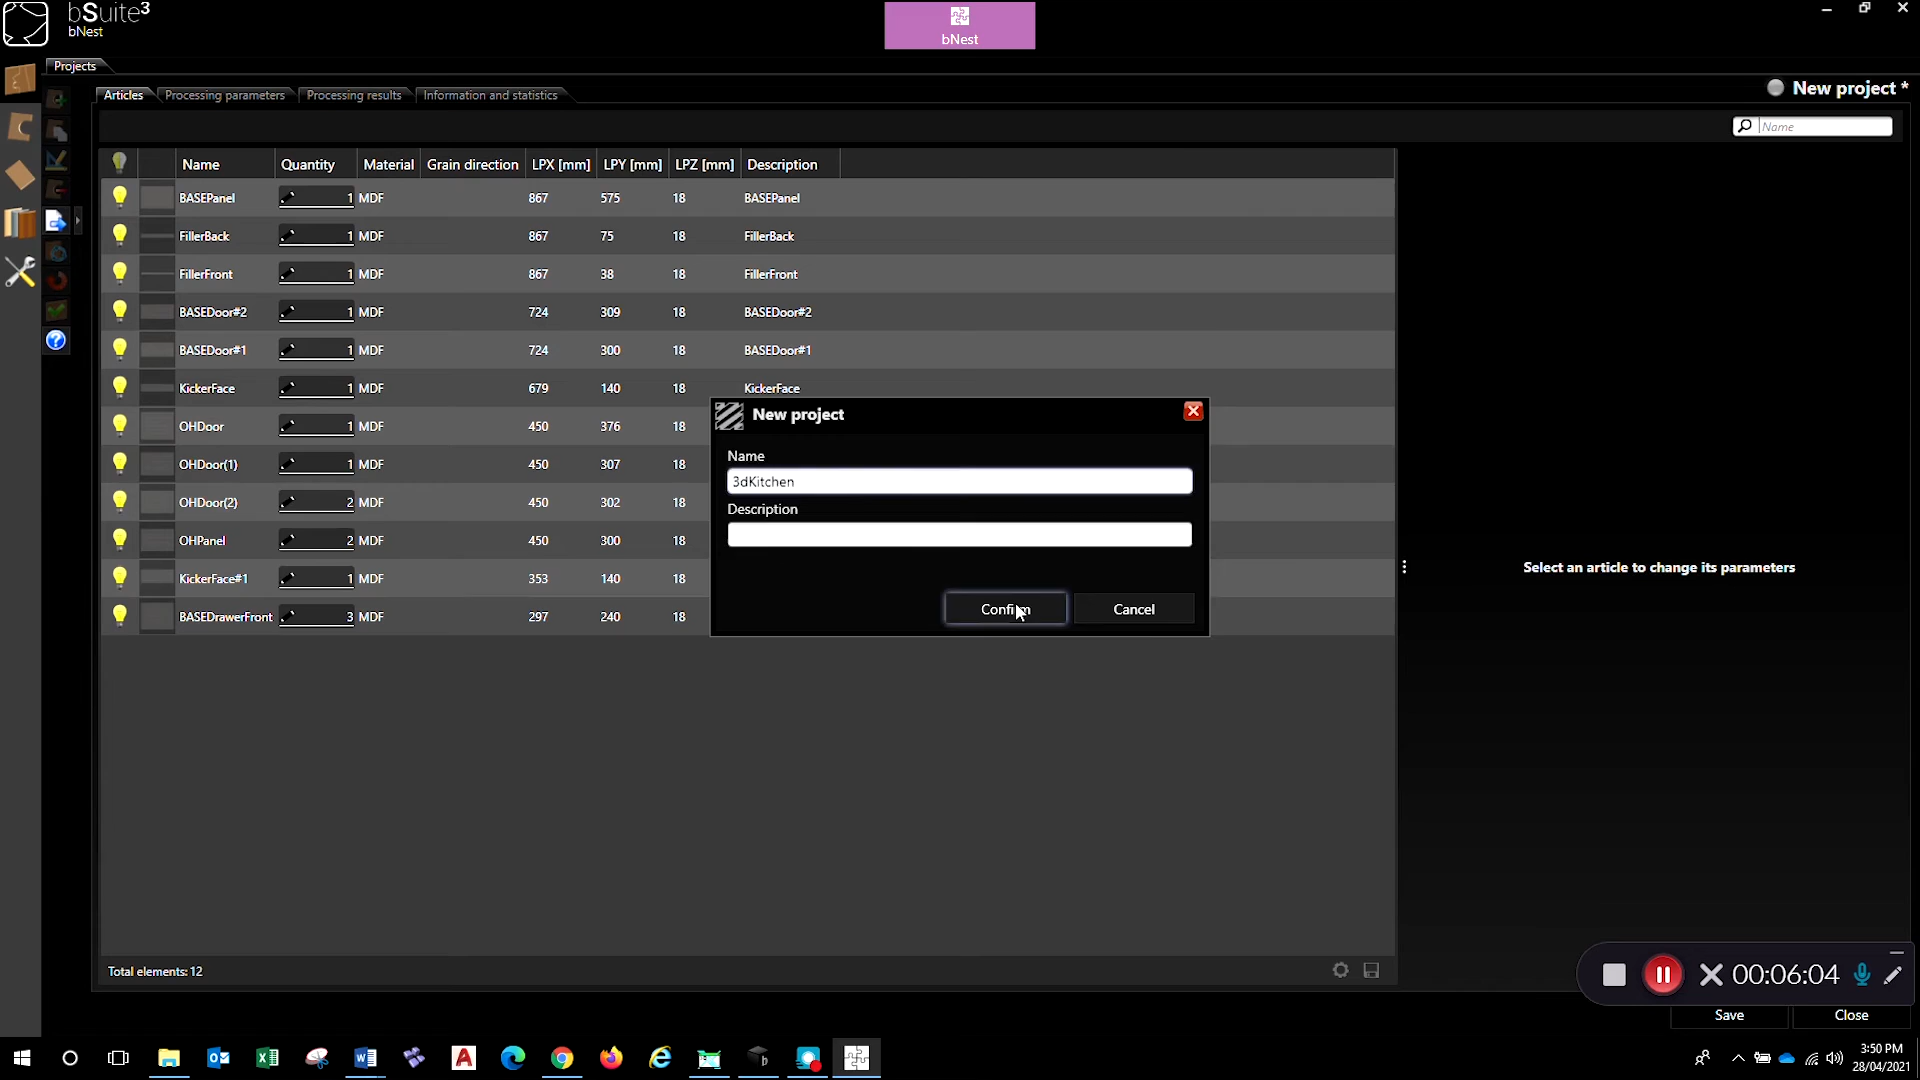 bSuite³
bNest
bNest
Projects
Articles Processing parameters Processing results Information and statistics
New project *
Name
Name Quantity Material Grain direction LPX [mm] LPY [mm] LPZ [mm] Description
BASEPanel 1 MDF 867 575 18 BASEPanel
FillerBack 1 MDF 867 75 18 FillerBack
FillerFront 1 MDF 867 38 18 FillerFront
BASEDoor#2 1 MDF 724 309 18 BASEDoor#2
BASEDoor#1 1 MDF 724 300 18 BASEDoor#1
KickerFace 1 MDF 679 140 18 KickerFace
OHDoor 1 MDF 450 376 18
OHDoor(1) 1 MDF 450 307 18
OHDoor(2) 2 MDF 450 302 18
OHPanel 2 MDF 450 300 18
KickerFace#1 1 MDF 353 140 18
BASEDrawerFront 3 MDF 297 240 18
New project
Name
3dKitchen
Description
Confirm Cancel
Select an article to change its parameters
Total elements: 12
00:06:04
Save Close
3:50 PM
28/04/2021